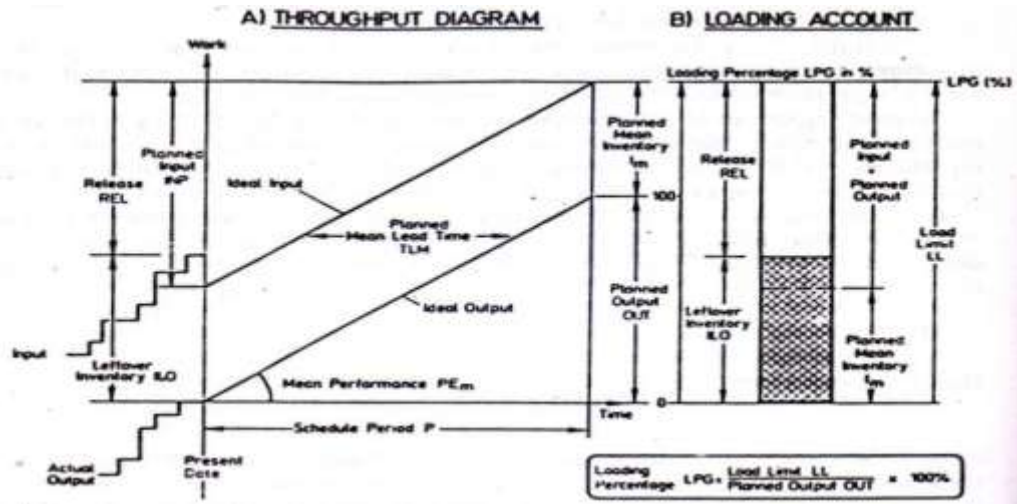 A) THROUGHPUT DIAGRAM
B) LOADING ACCOUNT
Work
Loading Percentage LPG in %
LPG (%)
Release
REL
Planned
Input
INP
Ideal Input
Planned
Mean Lead Time
TLM
Ideal Output
Planned
Mean
Inventory
Im
100
Planned
Output
OUT
Release
REL
Planned
Input
=
Planned
Output
Load
Limit
LL
Input
Leftover
Inventory ILO
Mean Performance PEm
Leftover
Inventory
ILO
Planned
Mean
Inventory
Im
0
Time
Schedule Period P
Actual
Output
Present
Date
Loading
Percentage LPG = Load Limit LL
Planned Output OUT × 100%